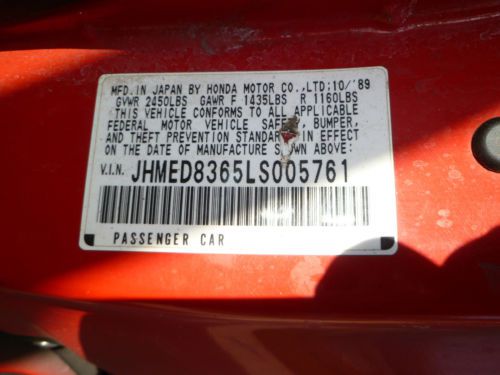 MFD. IN JAPAN BY HONDA MOTOR CO., LTD; 10/'89
GVWR 2450LBS GAWR F 1435LBS R 1160LBS
THIS VEHICLE CONFORMS TO ALL APPLICABLE
FEDERAL MOTOR VEHICLE SAFETY, BUMPER,
AND THEFT PREVENTION STANDARDS IN EFFECT
ON THE DATE OF MANUFACTURE SHOWN ABOVE:
V.I.N. JHMED8365LS005761
PASSENGER CAR